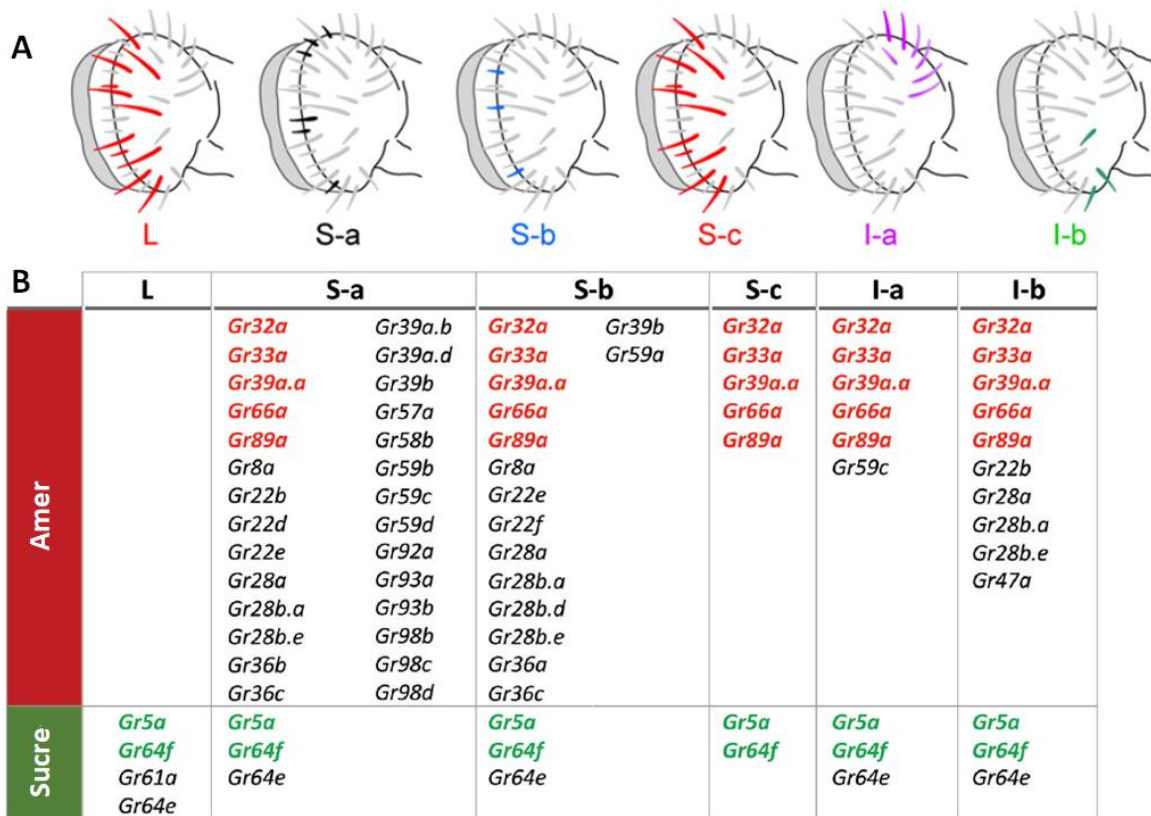 A
L S-a S-b S-c I-a I-b
B
L S-a S-b S-c I-a I-b
Amer
Gr32a Gr39a.b Gr32a Gr39b Gr32a Gr32a Gr32a
Gr33a Gr39a.d Gr33a Gr59a Gr33a Gr33a Gr33a
Gr39a.a Gr39b Gr39a.a Gr39a.a Gr39a.a Gr39a.a
Gr66a Gr57a Gr66a Gr66a Gr66a Gr66a
Gr89a Gr58b Gr89a Gr89a Gr89a Gr89a
Gr8a Gr59b Gr8a Gr59c Gr22b
Gr22b Gr59c Gr22e Gr28a
Gr22d Gr59d Gr22f Gr28b.a
Gr22e Gr92a Gr28a Gr28b.e
Gr28a Gr93a Gr28b.a Gr47a
Gr28b.a Gr93b Gr28b.d
Gr28b.e Gr98b Gr28b.e
Gr36b Gr98c Gr36a
Gr36c Gr98d Gr36c
Sucre
Gr5a Gr5a Gr5a Gr5a Gr5a Gr5a
Gr64f Gr64f Gr64f Gr64f Gr64f Gr64f
Gr61a Gr64e Gr64e Gr64e Gr64e
Gr64e